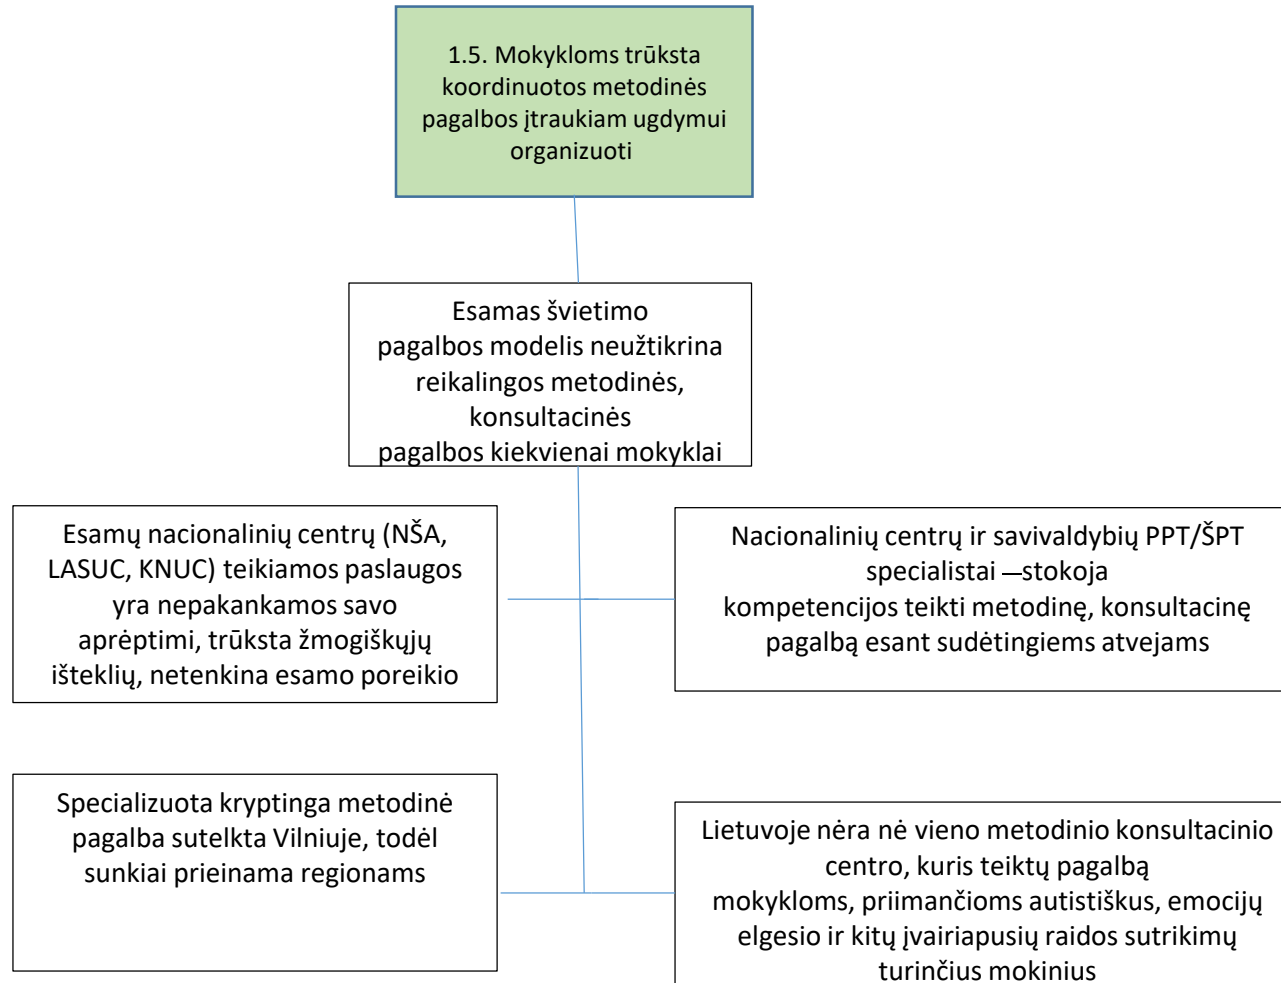 1.5. Mokykloms trūksta
koordinuotos metodinės
pagalbos įtraukiam ugdymui
organizuoti
Esamas švietimo
pagalbos modelis neužtikrina
reikalingos metodinės,
konsultacinės
pagalbos kiekvienai mokyklai
Esamų nacionalinių centrų (NŠA,
LASUC, KNUC) teikiamos paslaugos
yra nepakankamos savo
aprėptimi, trūksta žmogiškųjų
išteklių, netenkina esamo poreikio
Nacionalinių centrų ir savivaldybių PPT/ŠPT
specialistai —stokoja
kompetencijos teikti metodinę, konsultacinę
pagalbą esant sudėtingiems atvejams
Specializuota kryptinga metodinė
pagalba sutelkta Vilniuje, todėl
sunkiai prieinama regionams
Lietuvoje nėra nė vieno metodinio konsultacinio
centro, kuris teiktų pagalbą
mokykloms, priimančioms autistiškus, emocijų
elgesio ir kitų įvairiapusių raidos sutrikimų
turinčius mokinius